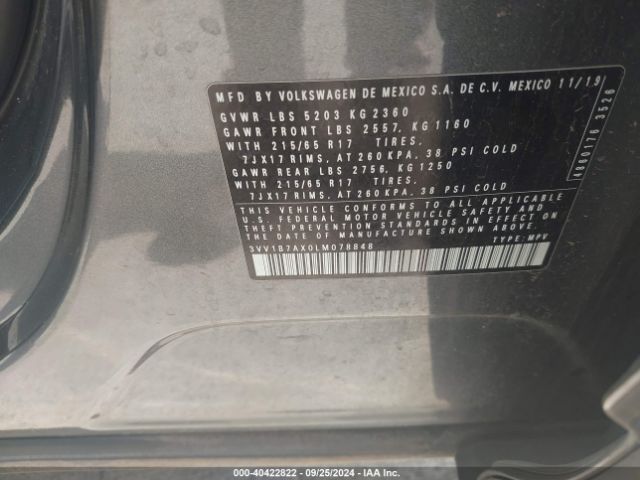 MFD BY VOLKSWAGEN DE MEXICO S.A. DE C.V. MEXICO 11/19
GVWR LBS 5203 KG 2360
GAWR FRONT LBS 2557, KG 1160
WITH 215/65 R17 TIRES,
7JX17 RIMS, AT 260 KPA, 38 PSI COLD
GAWR REAR LBS 2756, KG 1250
WITH 215/65 R17 TIRES,
7JX17 RIMS, AT 260 KPA, 38 PSI COLD
THIS VEHICLE CONFORMS TO ALL APPLICABLE
U.S. FEDERAL MOTOR VEHICLE SAFETY AND
THEFT PREVENTION STANDARDS IN EFFECT
ON THE DATE OF MANUFACTURE SHOWN ABOVE
3VV1B7AX0LM078848 TYPE: MPV
3526
000-40422822 - 09/25/2024 - IAA Inc.